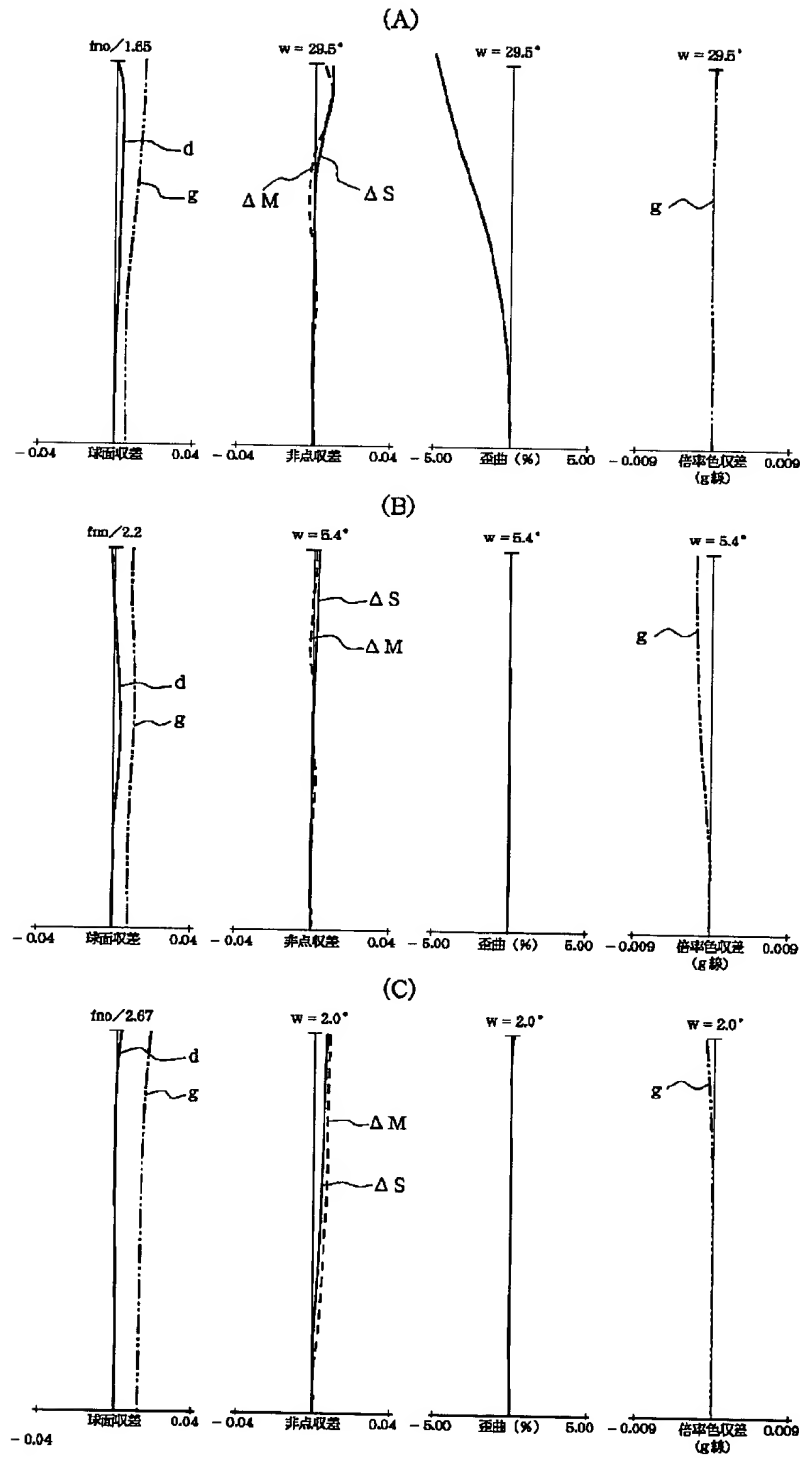 (A)
fno/1.65
w = 29.5°
w = 29.5°
w = 29.5°
d
g
ΔM
ΔS
g
-0.04 球面収差 0.04
-0.04 非点収差 0.04
-5.00 歪曲 (%) 5.00
-0.009 倍率色収差 0.009
(g線)
(B)
fno/2.2
w = 5.4°
w = 5.4°
w = 5.4°
ΔS
ΔM
d
g
g
-0.04 球面収差 0.04
-0.04 非点収差 0.04
-5.00 歪曲 (%) 5.00
-0.009 倍率色収差 0.009
(g線)
(C)
fno/2.67
w = 2.0°
w = 2.0°
w = 2.0°
d
g
ΔM
ΔS
g
-0.04 球面収差 0.04
-0.04 非点収差 0.04
-5.00 歪曲 (%) 5.00
-0.009 倍率色収差 0.009
(g線)